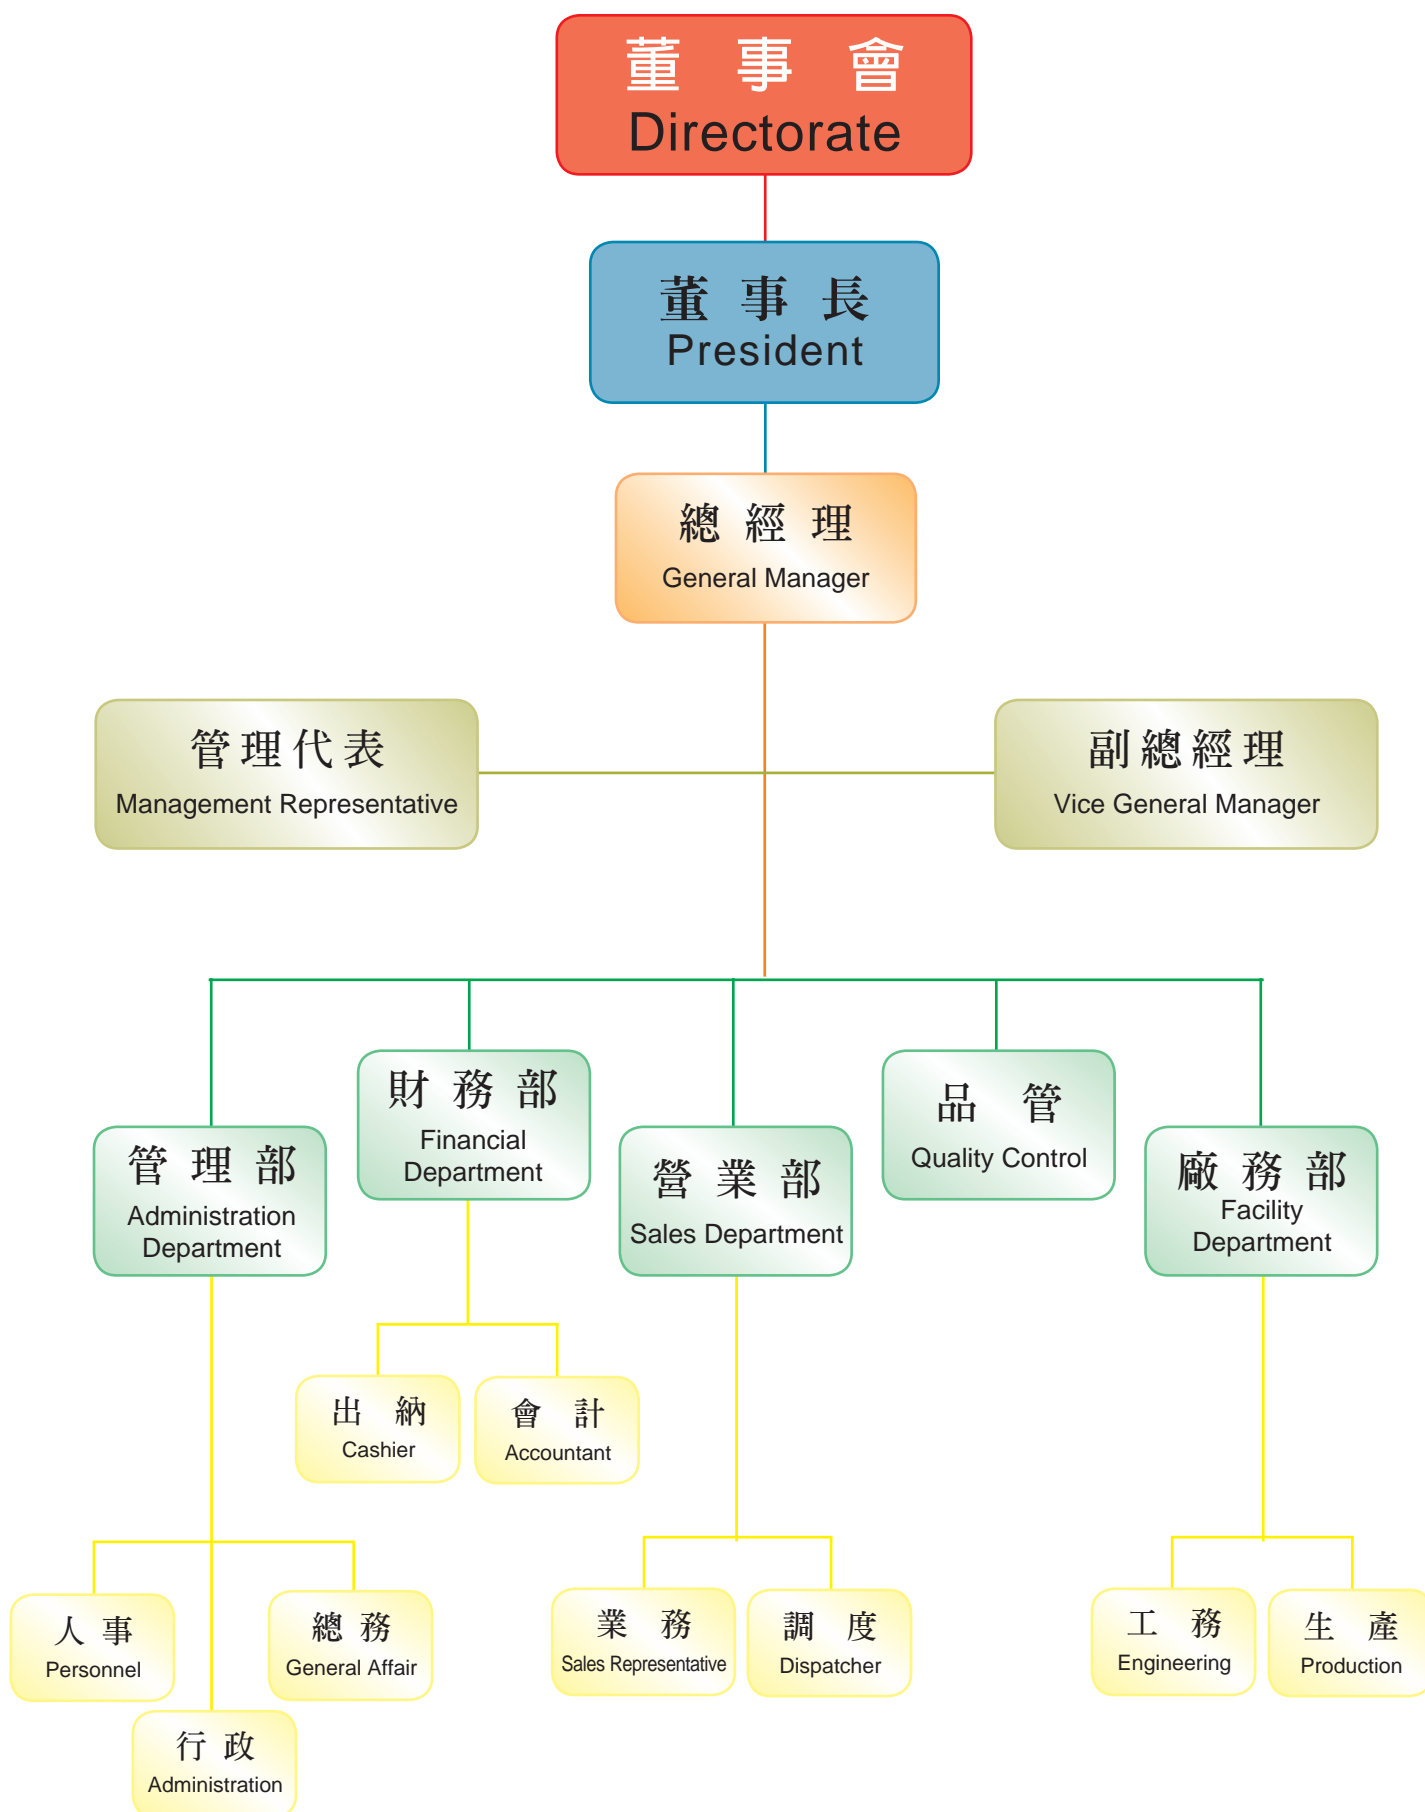 董事會
Directorate
董事長
President
總經理
General Manager
管理代表
Management Representative
副總經理
Vice General Manager
管理部
Administration
Department
財務部
Financial
Department
營業部
Sales Department
品管
Quality Control
廠務部
Facility
Department
出納
Cashier
會計
Accountant
人事
Personnel
總務
General Affair
行政
Administration
業務
Sales Representative
調度
Dispatcher
工務
Engineering
生產
Production